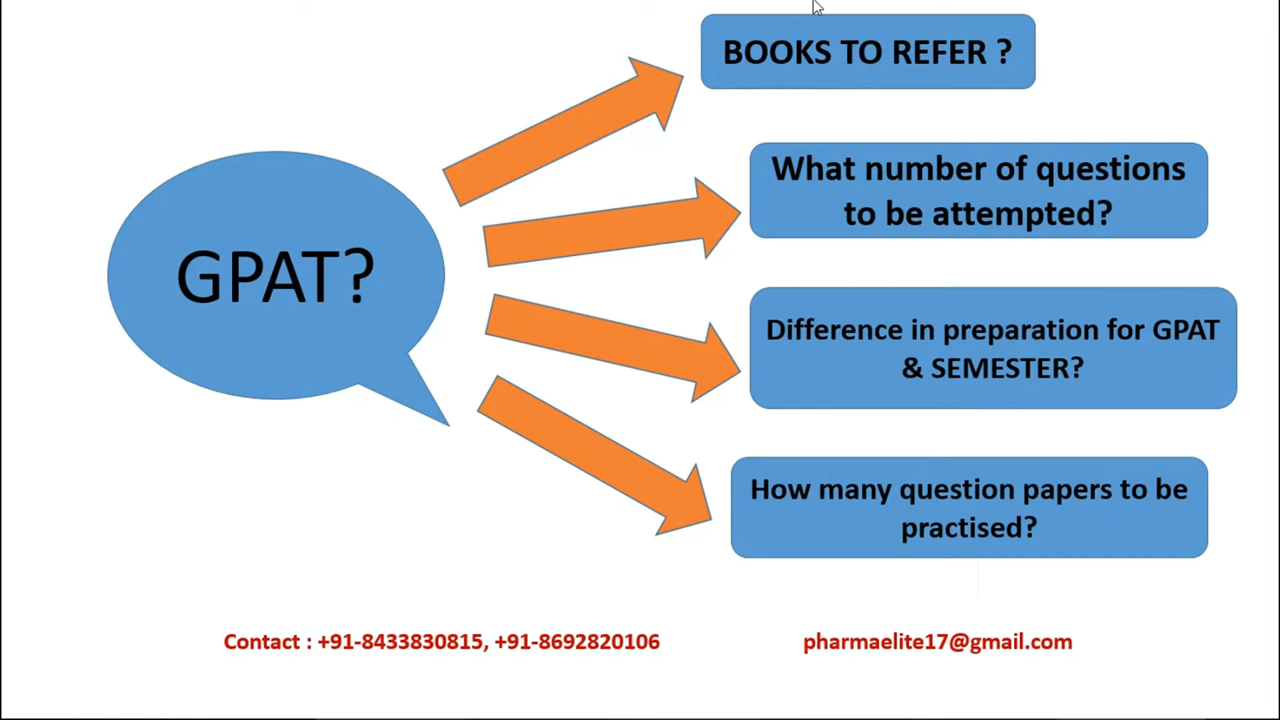 GPAT?
BOOKS TO REFER ?
What number of questions
to be attempted?
Difference in preparation for GPAT
& SEMESTER?
How many question papers to be
practised?
Contact : +91-8433830815, +91-8692820106
pharmaelite17@gmail.com